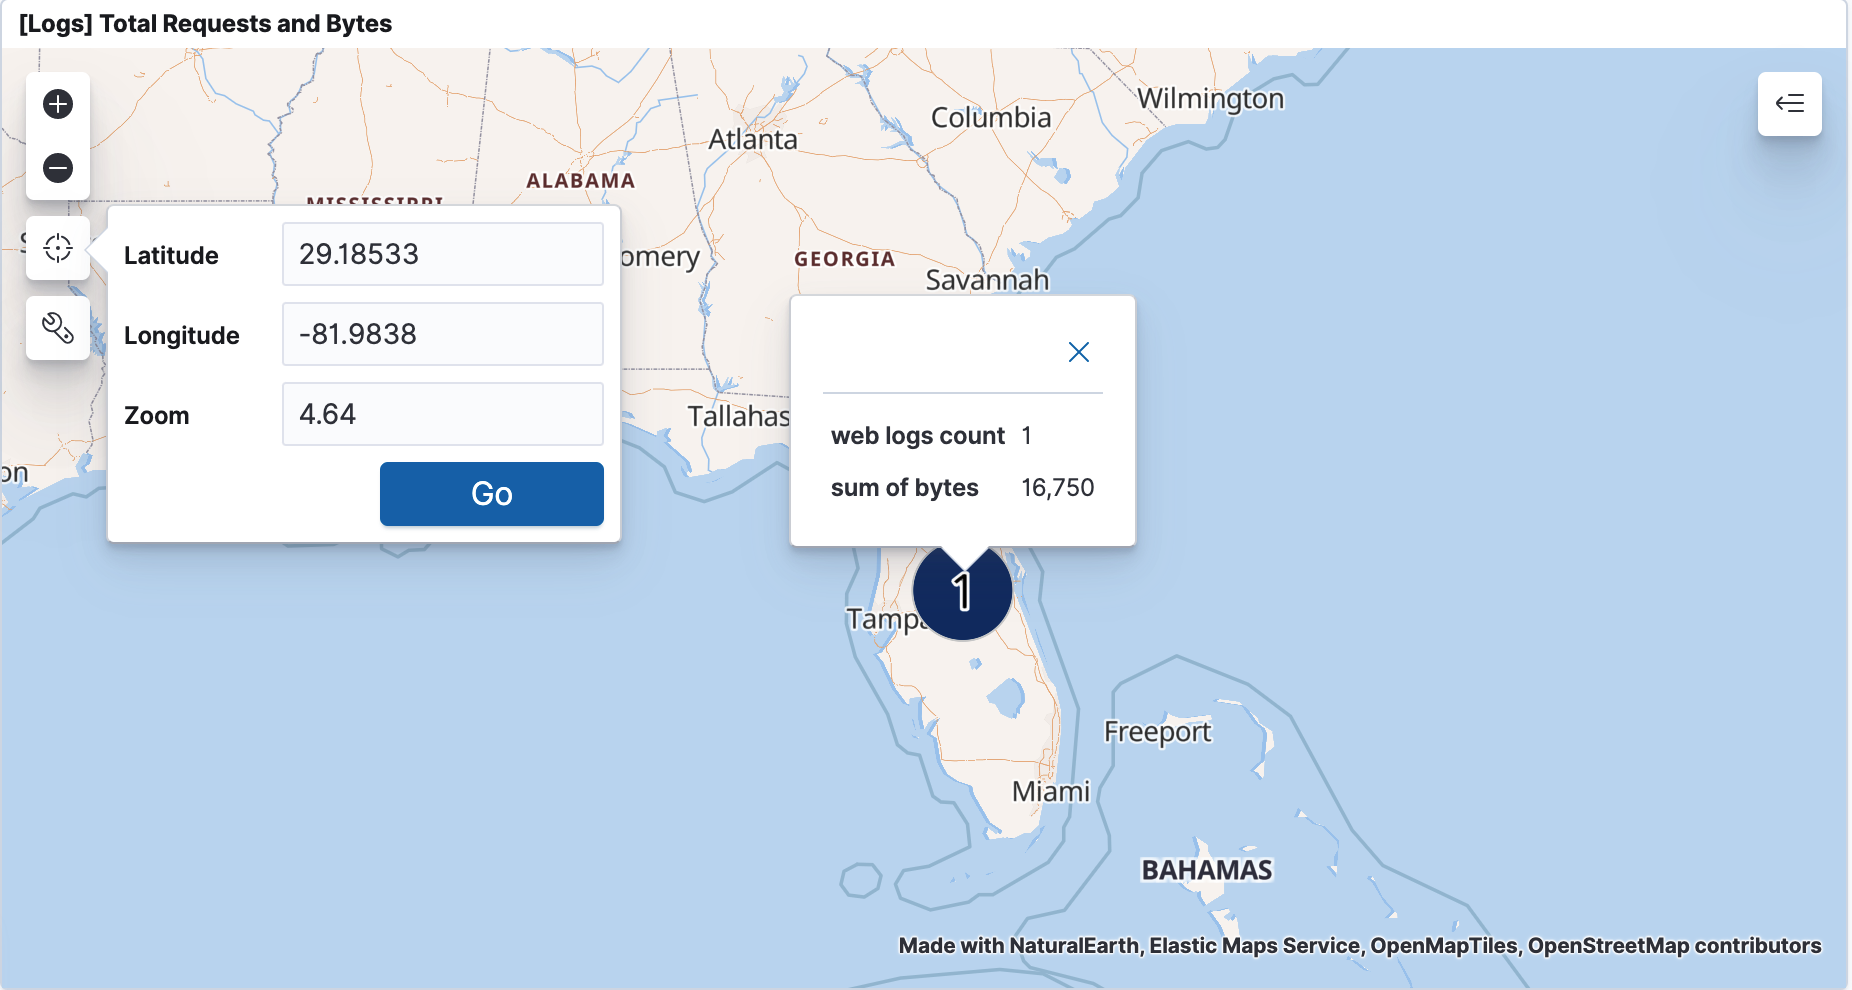 [Logs] Total Requests and Bytes
Wilmington
Columbia
Atlanta
ALABAMA
MISSISSIPPI
Latitude 29.18533
omery
GEORGIA
Savannah
Longitude -81.9838
Zoom 4.64
Tallahas
web logs count 1
on
sum of bytes 16,750
Go
1
Tampa
Freeport
Miami
BAHAMAS
Made with NaturalEarth, Elastic Maps Service, OpenMapTiles, OpenStreetMap contributors